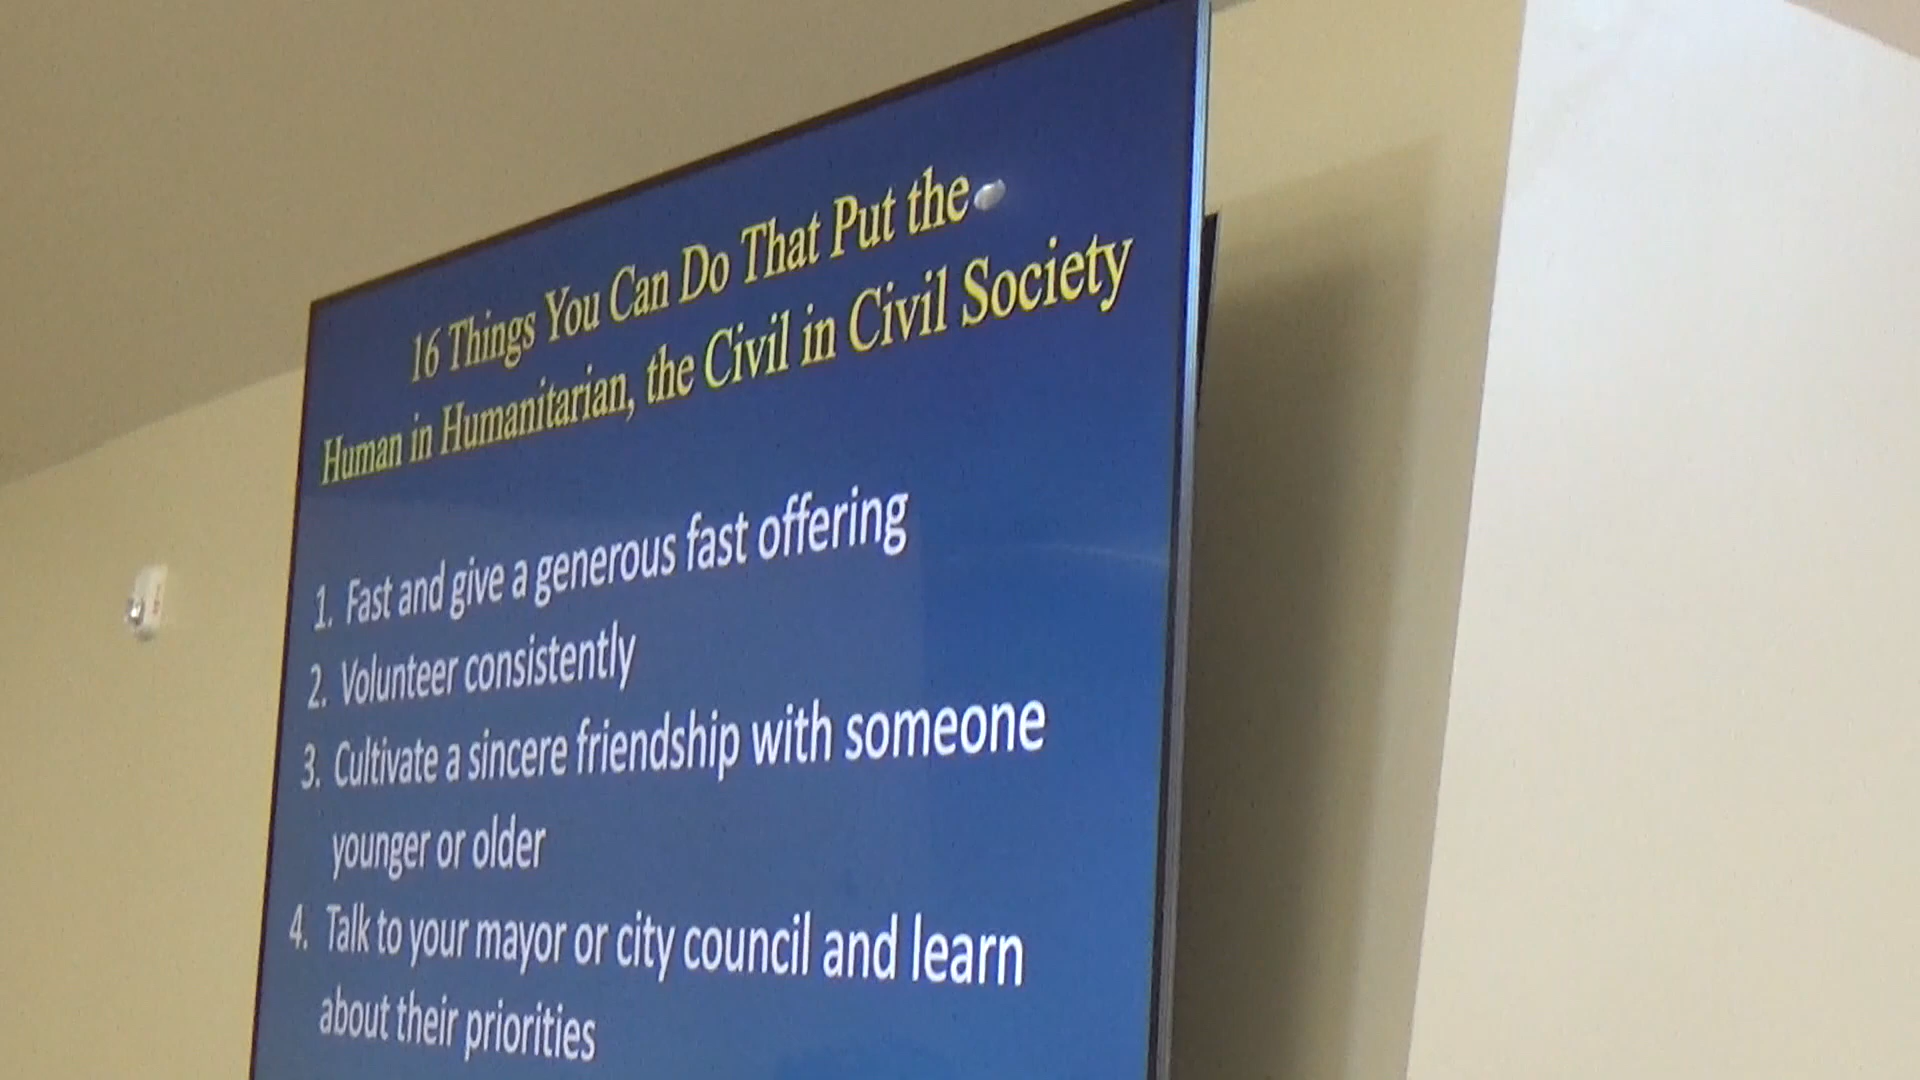 16 Things You Can Do That Put the
Human in Humanitarian, the Civil in Civil Society
1. Fast and give a generous fast offering
2. Volunteer consistently
3. Cultivate a sincere friendship with someone
younger or older
4. Talk to your mayor or city council and learn
about their priorities